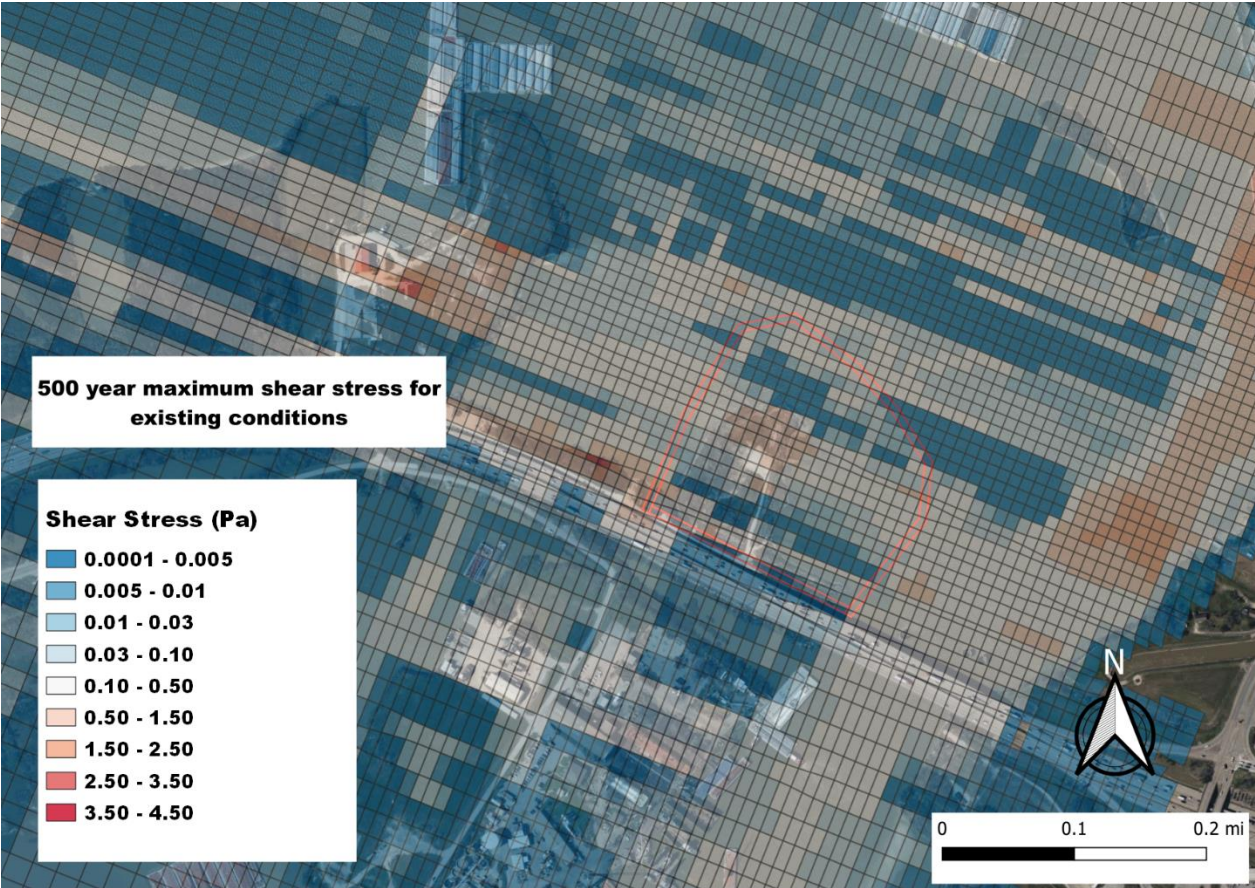 500 year maximum shear stress for
existing conditions
Shear Stress (Pa)
0.0001 - 0.005
0.005 - 0.01
0.01 - 0.03
0.03 - 0.10
0.10 - 0.50
0.50 - 1.50
1.50 - 2.50
2.50 - 3.50
3.50 - 4.50
N
0 0.1 0.2 mi